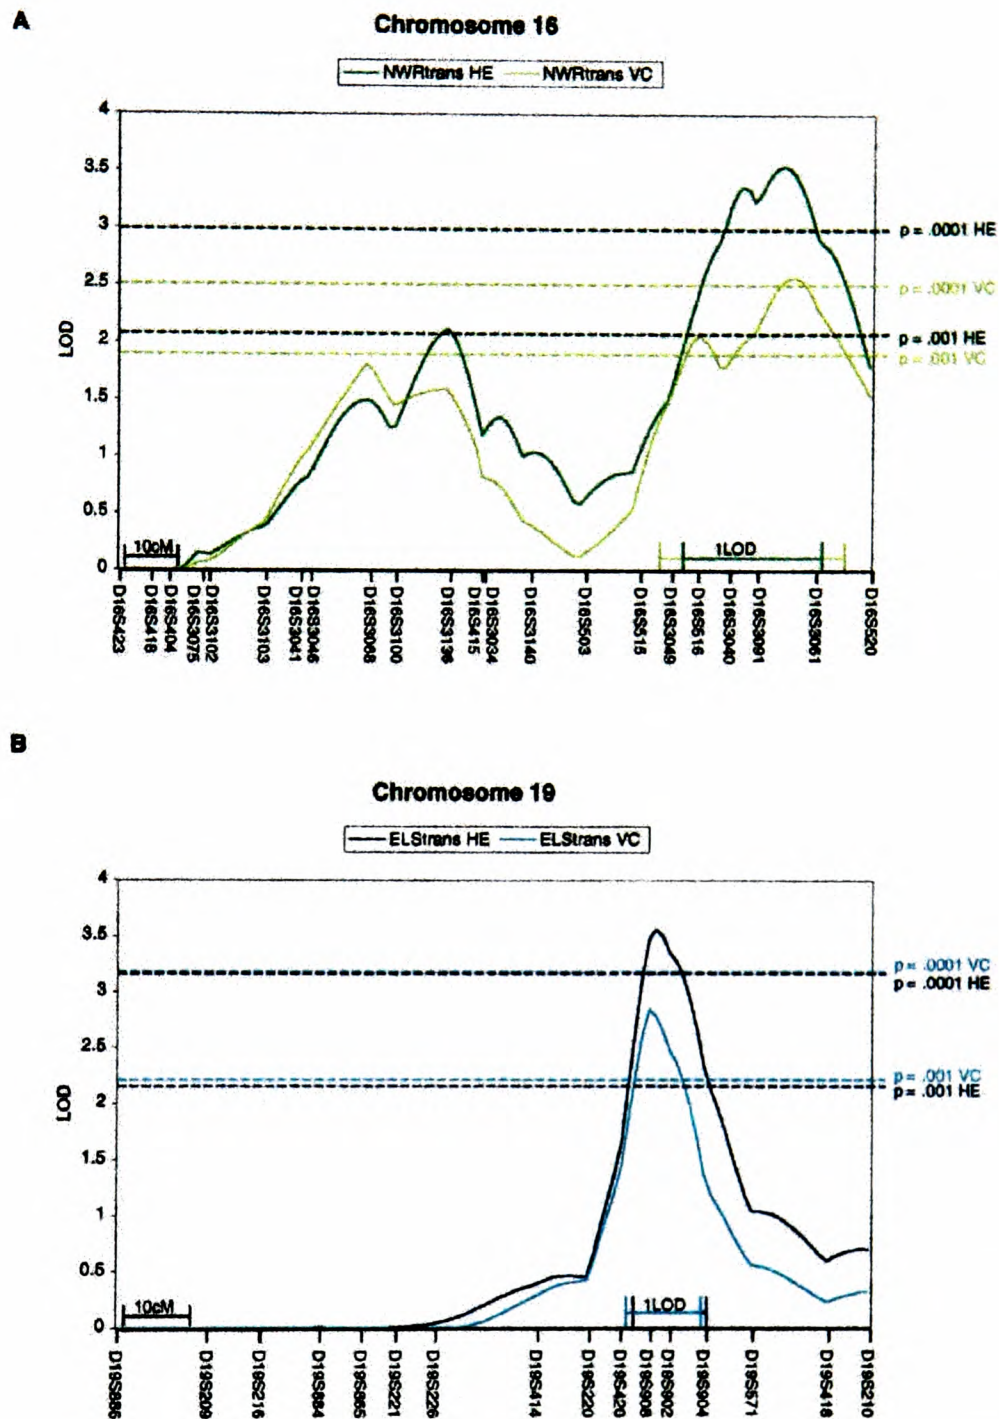 A
Chromosome 16
NWRtrans HE NWRtrans VC
4
3.5
3
2.5
2
1.5
1
0.5
0
LOD
p = .0001 HE
p = .0001 VC
p = .001 HE
p = .001 VC
10cM
1LOD
D16S423
D16S418
D16S404
D16S3075
D16S3102
D16S3103
D16S3041
D16S3046
D16S3068
D16S3100
D16S3136
D16S415
D16S3034
D16S3140
D16S503
D16S515
D16S3049
D16S516
D16S3040
D16S3091
D16S3061
D16S520
B
Chromosome 19
ELStrans HE ELStrans VC
4
3.5
3
2.5
2
1.5
1
0.5
0
LOD
p = .0001 VC
p = .0001 HE
p = .001 VC
p = .001 HE
10cM
1LOD
D19S886
D19S209
D19S216
D19S84
D19S865
D19S221
D19S226
D19S414
D19S220
D19S420
D19S908
D19S902
D19S904
D19S571
D19S418
D19S210